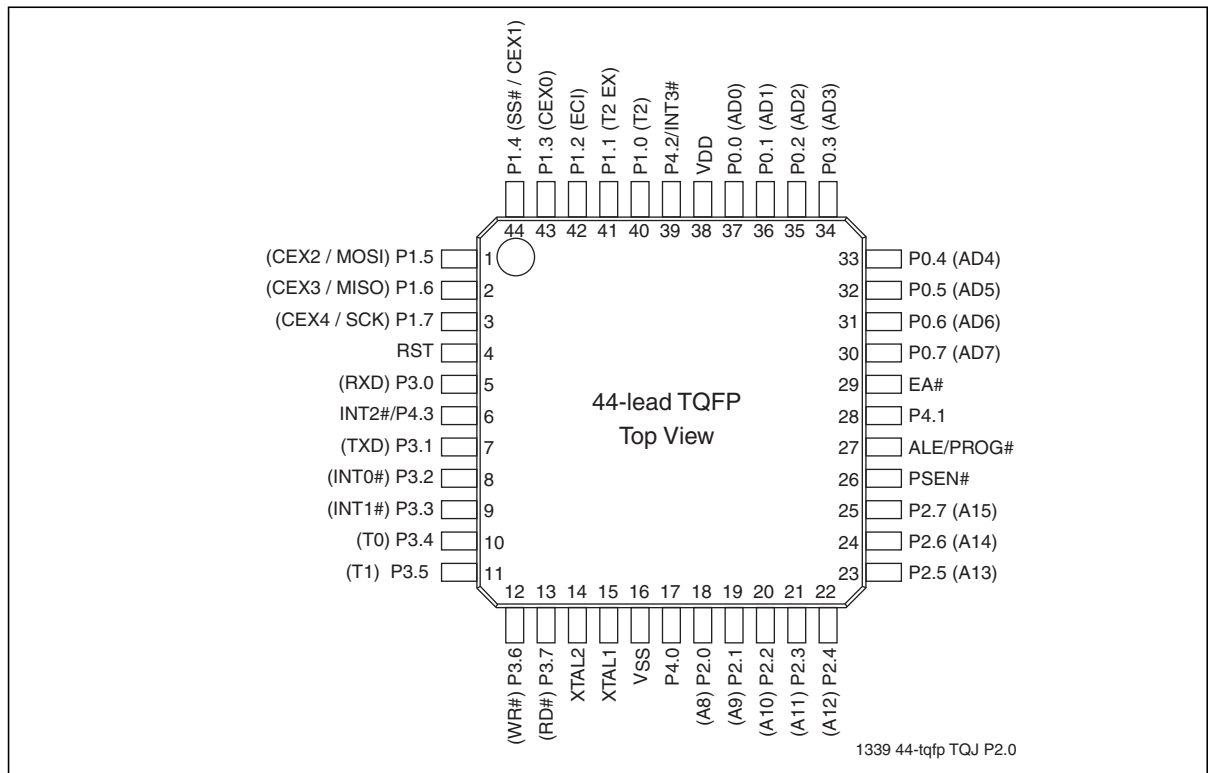 P1.4 (SS# / CEX1)
P1.3 (CEX0)
P1.2 (ECI)
P1.1 (T2 EX)
P1.0 (T2)
P4.2/INT3#
VDD
P0.0 (AD0)
P0.1 (AD1)
P0.2 (AD2)
P0.3 (AD3)
44 43 42 41 40 39 38 37 36 35 34
(CEX2 / MOSI) P1.5 1
(CEX3 / MISO) P1.6 2
(CEX4 / SCK) P1.7 3
RST 4
(RXD) P3.0 5
INT2#/P4.3 6
(TXD) P3.1 7
(INT0#) P3.2 8
(INT1#) P3.3 9
(T0) P3.4 10
(T1) P3.5 11
44-lead TQFP
Top View
33 P0.4 (AD4)
32 P0.5 (AD5)
31 P0.6 (AD6)
30 P0.7 (AD7)
29 EA#
28 P4.1
27 ALE/PROG#
26 PSEN#
25 P2.7 (A15)
24 P2.6 (A14)
23 P2.5 (A13)
12 13 14 15 16 17 18 19 20 21 22
(WR#) P3.6
(RD#) P3.7
XTAL2
XTAL1
VSS
P4.0
(A8) P2.0
(A9) P2.1
(A10) P2.2
(A11) P2.3
(A12) P2.4
1339 44-tqfp TQJ P2.0